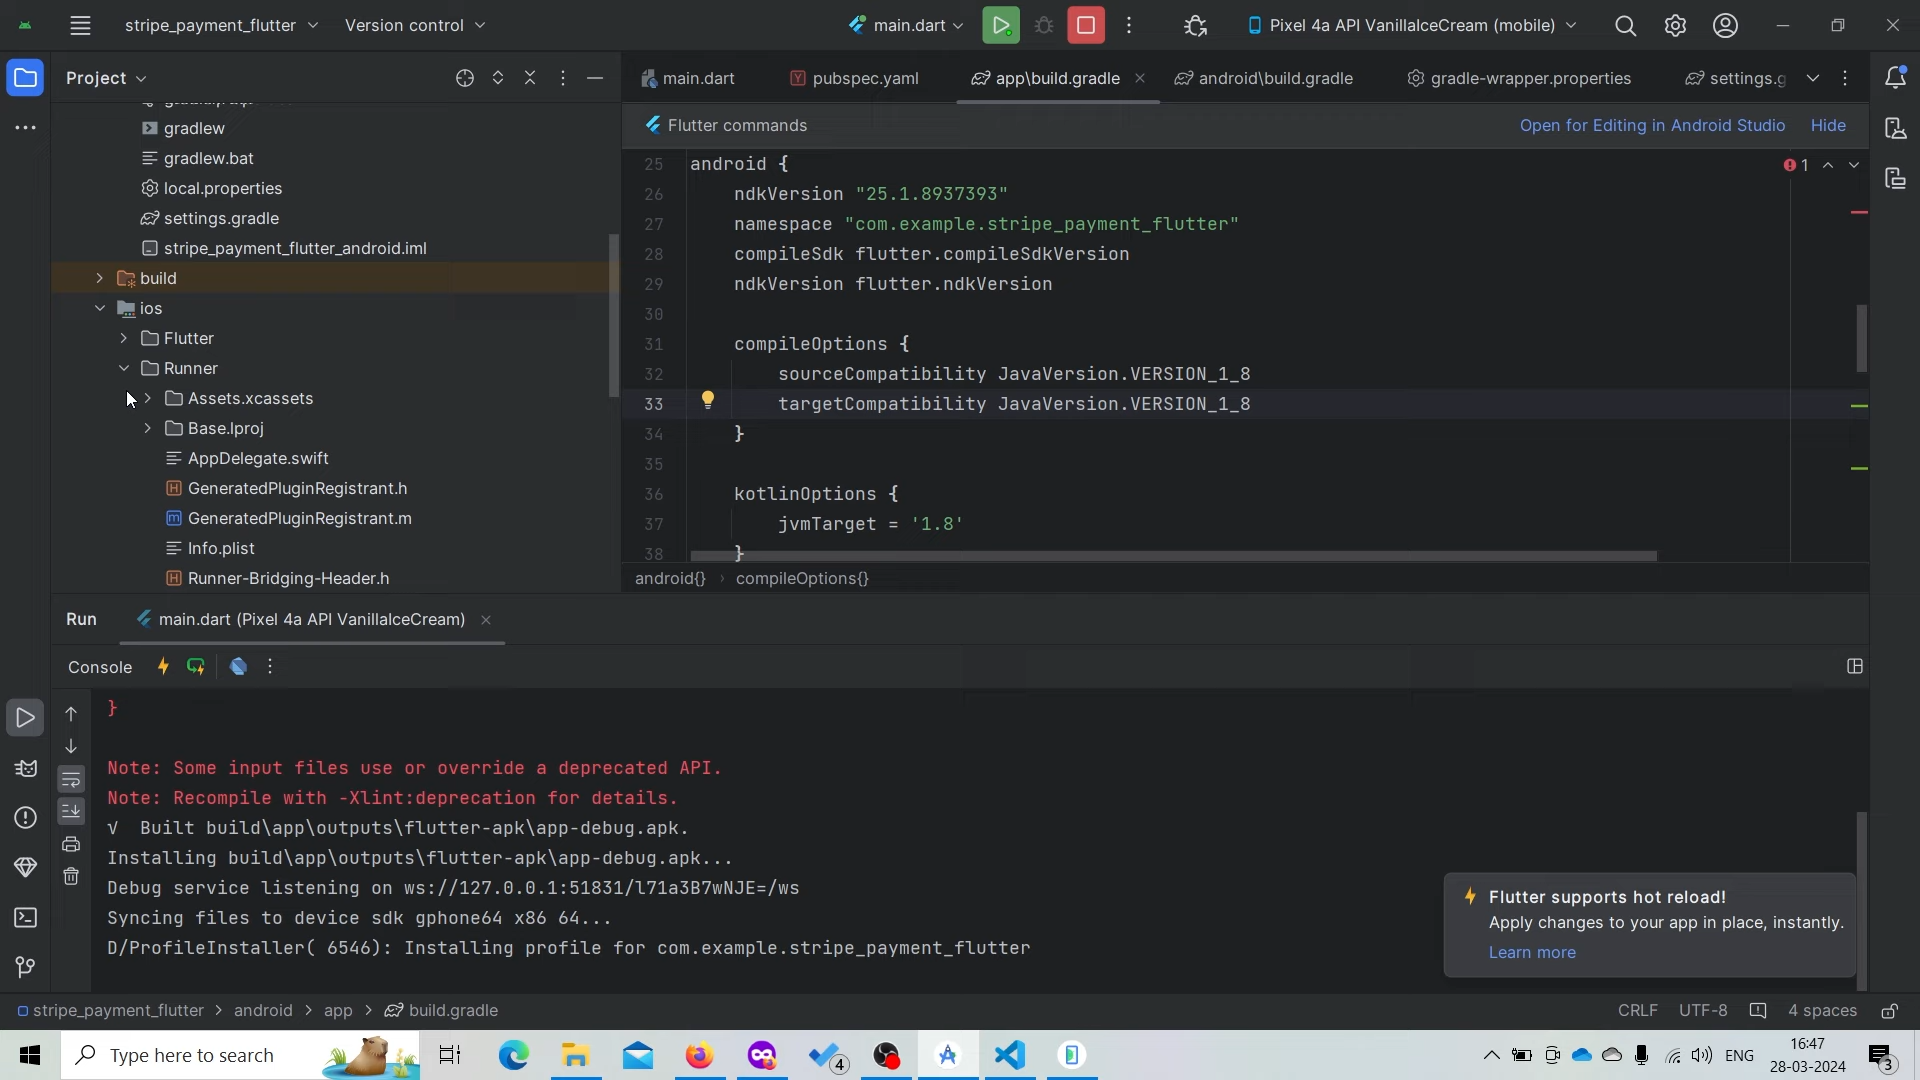 stripe_payment_flutter
Version control
main.dart
Pixel 4a API VanillaIceCream (mobile)
Project
gradlew
gradlew.bat
local.properties
settings.gradle
stripe_payment_flutter_android.iml
build
ios
Flutter
Runner
Assets.xcassets
Base.lproj
AppDelegate.swift
GeneratedPluginRegistrant.h
GeneratedPluginRegistrant.m
Info.plist
Runner-Bridging-Header.h
main.dart
pubspec.yaml
app\build.gradle
android\build.gradle
gradle-wrapper.properties
settings.g
Flutter commands
Open for Editing in Android Studio
Hide
1
25 android {
26 ndkVersion "25.1.8937393"
27 namespace "com.example.stripe_payment_flutter"
28 compileSdk flutter.compileSdkVersion
29 ndkVersion flutter.ndkVersion
30
31 compileOptions {
32 sourceCompatibility JavaVersion.VERSION_1_8
33 targetCompatibility JavaVersion.VERSION_1_8
34 }
35
36 kotlinOptions {
37 jvmTarget = '1.8'
38 }
android{} › compileOptions{}
Run
main.dart (Pixel 4a API VanillaIceCream)
Console
}
Note: Some input files use or override a deprecated API.
Note: Recompile with -Xlint:deprecation for details.
√ Built build\app\outputs\flutter-apk\app-debug.apk.
Installing build\app\outputs\flutter-apk\app-debug.apk...
Debug service listening on ws://127.0.0.1:51831/l71a3B7wNJE=/ws
Syncing files to device sdk gphone64 x86 64...
D/ProfileInstaller( 6546): Installing profile for com.example.stripe_payment_flutter
Flutter supports hot reload!
Apply changes to your app in place, instantly.
Learn more
stripe_payment_flutter > android > app > build.gradle
CRLF
UTF-8
4 spaces
Type here to search
4
ENG
16:47
28-03-2024
3